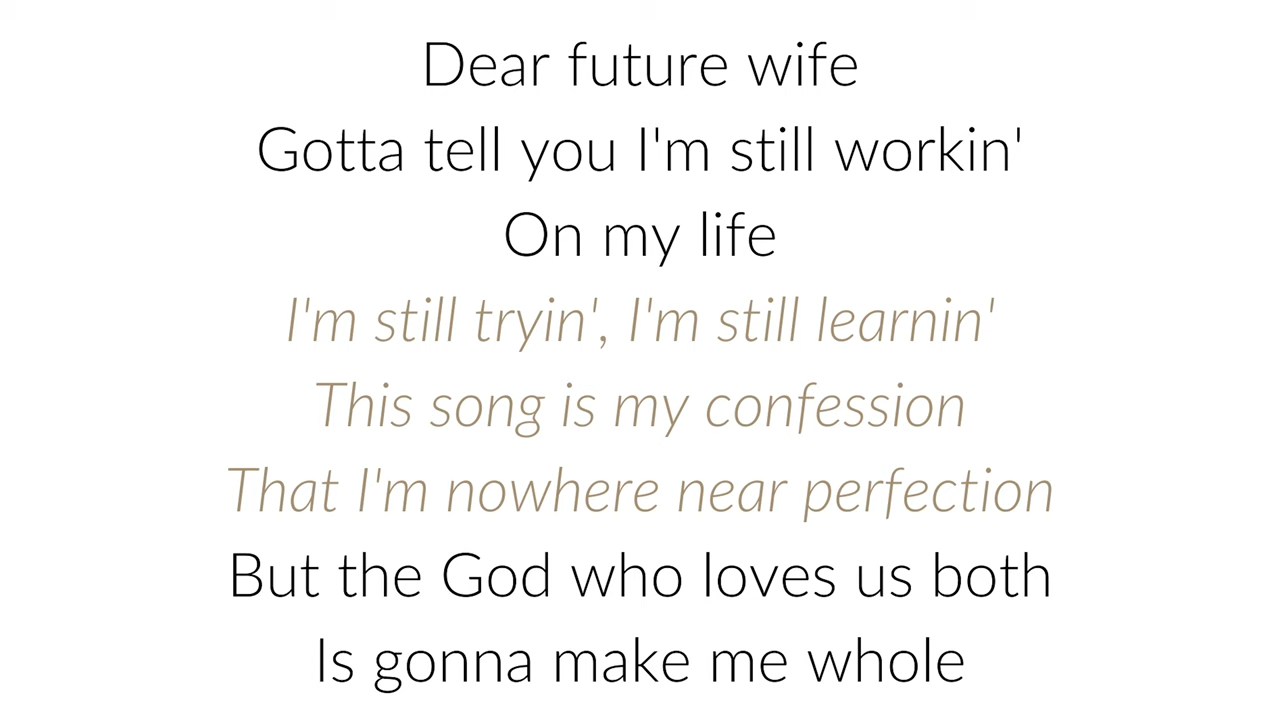 Dear future wife
Gotta tell you I'm still workin'
On my life
I'm still tryin', I'm still learnin'
This song is my confession
That I'm nowhere near perfection
But the God who loves us both
Is gonna make me whole